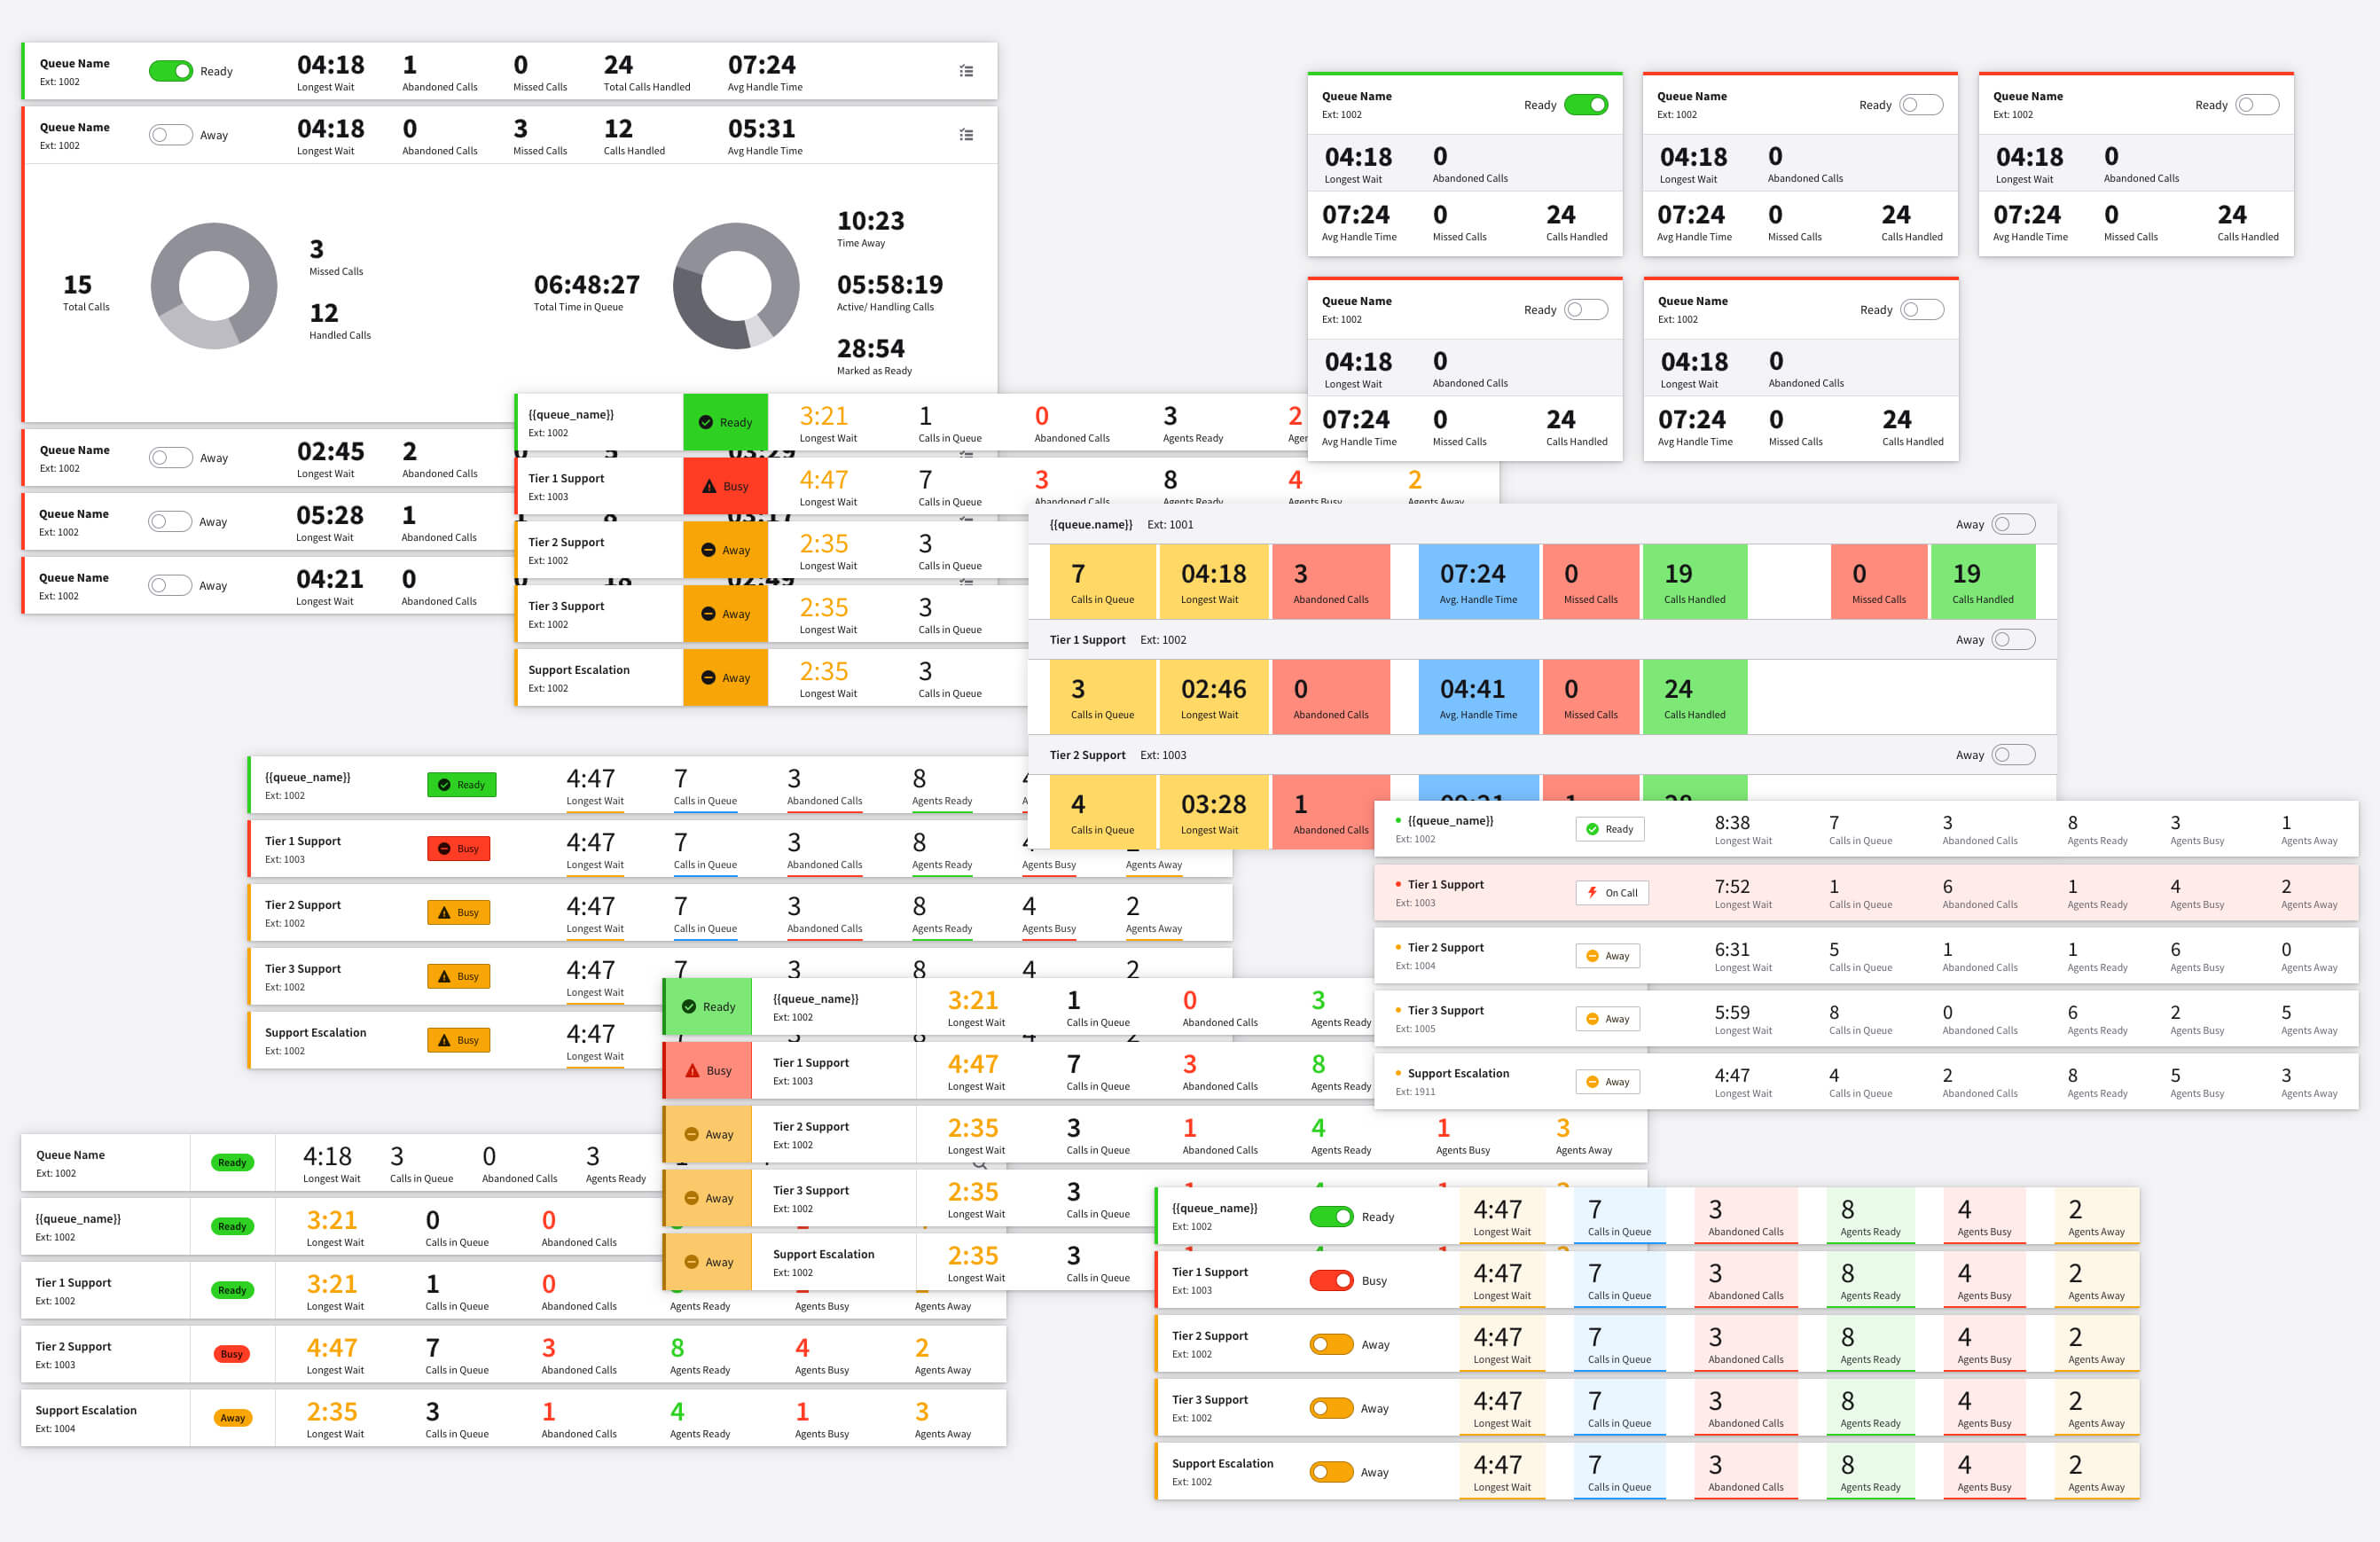 Queue Name Ready 04:18 1 0 24 07:24
Ext: 1002 Longest Wait Abandoned Calls Missed Calls Total Calls Handled Avg Handle Time
Queue Name Away 04:18 0 3 12 05:31
Ext: 1002 Longest Wait Abandoned Calls Missed Calls Calls Handled Avg Handle Time
15
Total Calls
3
Missed Calls
12
Handled Calls
06:48:27
Total Time in Queue
10:23
Time Away
05:58:19
Active/ Handling Calls
28:54
Marked as Ready
Queue Name Away 02:45 2
Ext: 1002 Longest Wait Abandoned Calls
Queue Name Away 05:28 1
Ext: 1002 Longest Wait Abandoned Calls
Queue Name Away 04:21 0
Ext: 1002 Longest Wait Abandoned Calls
Queue Name Ready
Ext: 1002
04:18 0
Longest Wait Abandoned Calls
07:24 0 24
Avg Handle Time Missed Calls Calls Handled
Queue Name Ready
Ext: 1002
04:18 0
Longest Wait Abandoned Calls
07:24 0 24
Avg Handle Time Missed Calls Calls Handled
Queue Name Ready
Ext: 1002
04:18 0
Longest Wait Abandoned Calls
07:24 0 24
Avg Handle Time Missed Calls Calls Handled
Queue Name Ready
Ext: 1002
04:18 0
Longest Wait Abandoned Calls
07:24 0 24
Avg Handle Time Missed Calls Calls Handled
Queue Name Ready
Ext: 1002
04:18 0
Longest Wait Abandoned Calls
07:24 0 24
Avg Handle Time Missed Calls Calls Handled
{{queue_name}} Ready 3:21 1 0 3 2
Ext: 1002 Longest Wait Calls in Queue Abandoned Calls Agents Ready
Tier 1 Support Busy 4:47 7 3 8 4 2
Ext: 1003 Longest Wait Calls in Queue Abandoned Calls Agents Ready Agents Busy Agents Away
Tier 2 Support Away 2:35 3
Ext: 1002 Longest Wait Calls in Queue
Tier 3 Support Away 2:35 3
Ext: 1002 Longest Wait Calls in Queue
Support Escalation Away 2:35 3
Ext: 1002 Longest Wait Calls in Queue
{{queue.name}} Ext: 1001 Away
7 04:18 3 07:24 0 19 0 19
Calls in Queue Longest Wait Abandoned Calls Avg. Handle Time Missed Calls Calls Handled Missed Calls Calls Handled
Tier 1 Support Ext: 1002 Away
3 02:46 0 04:41 0 24
Calls in Queue Longest Wait Abandoned Calls Avg. Handle Time Missed Calls Calls Handled
Tier 2 Support Ext: 1003 Away
4 03:28 1
Calls in Queue Longest Wait Abandoned Calls
{{queue_name}} Ready 4:47 7 3 8
Ext: 1002 Longest Wait Calls in Queue Abandoned Calls Agents Ready
Tier 1 Support Busy 4:47 7 3 8
Ext: 1003 Longest Wait Calls in Queue Abandoned Calls Agents Ready Agents Busy Agents Away
Tier 2 Support Busy 4:47 7 3 8 4 2
Ext: 1002 Longest Wait Calls in Queue Abandoned Calls Agents Ready Agents Busy Agents Away
Tier 3 Support Busy 4:47 7 3 8 4 2
Ext: 1002 Longest Wait
Support Escalation Busy 4:47
Ext: 1002 Longest Wait
{{queue_name}} Ready 8:38 7 3 8 3 1
Ext: 1002 Longest Wait Calls in Queue Abandoned Calls Agents Ready Agents Busy Agents Away
Tier 1 Support On Call 7:52 1 6 1 4 2
Ext: 1003 Longest Wait Calls in Queue Abandoned Calls Agents Ready Agents Busy Agents Away
Tier 2 Support Away 6:31 5 1 1 6 0
Ext: 1004 Longest Wait Calls in Queue Abandoned Calls Agents Ready Agents Busy Agents Away
Tier 3 Support Away 5:59 8 0 6 2 5
Ext: 1005 Longest Wait Calls in Queue Abandoned Calls Agents Ready Agents Busy Agents Away
Support Escalation Away 4:47 4 2 8 5 3
Ext: 1911 Longest Wait Calls in Queue Abandoned Calls Agents Ready Agents Busy Agents Away
Ready {{queue_name}} 3:21 1 0 3
Ext: 1002 Longest Wait Calls in Queue Abandoned Calls Agents Ready
Busy Tier 1 Support 4:47 7 3 8
Ext: 1003 Longest Wait Calls in Queue Abandoned Calls Agents Ready
Away Tier 2 Support 2:35 3 1 4 1 3
Ext: 1002 Longest Wait Calls in Queue Abandoned Calls Agents Ready Agents Busy Agents Away
Away Tier 3 Support 2:35 3
Ext: 1002 Longest Wait Calls in Queue
Away Support Escalation 2:35 3
Ext: 1002 Longest Wait Calls in Queue
Queue Name Ready 4:18 3 0 3
Ext: 1002 Longest Wait Calls in Queue Abandoned Calls Agents Ready
{{queue_name}} Ready 3:21 0 0
Ext: 1002 Longest Wait Calls in Queue Abandoned Calls
Tier 1 Support Ready 3:21 1 0
Ext: 1002 Longest Wait Calls in Queue Abandoned Calls Agents Ready Agents Busy Agents Away
Tier 2 Support Busy 4:47 7 3 8 4 2
Ext: 1003 Longest Wait Calls in Queue Abandoned Calls Agents Ready Agents Busy Agents Away
Support Escalation Away 2:35 3 1 4 1 3
Ext: 1004 Longest Wait Calls in Queue Abandoned Calls Agents Ready Agents Busy Agents Away
{{queue_name}} Ready 4:47 7 3 8 4 2
Ext: 1002 Longest Wait Calls in Queue Abandoned Calls Agents Ready Agents Busy Agents Away
Tier 1 Support Busy 4:47 7 3 8 4 2
Ext: 1003 Longest Wait Calls in Queue Abandoned Calls Agents Ready Agents Busy Agents Away
Tier 2 Support Away 4:47 7 3 8 4 2
Ext: 1002 Longest Wait Calls in Queue Abandoned Calls Agents Ready Agents Busy Agents Away
Tier 3 Support Away 4:47 7 3 8 4 2
Ext: 1002 Longest Wait Calls in Queue Abandoned Calls Agents Ready Agents Busy Agents Away
Support Escalation Away 4:47 7 3 8 4 2
Ext: 1002 Longest Wait Calls in Queue Abandoned Calls Agents Ready Agents Busy Agents Away